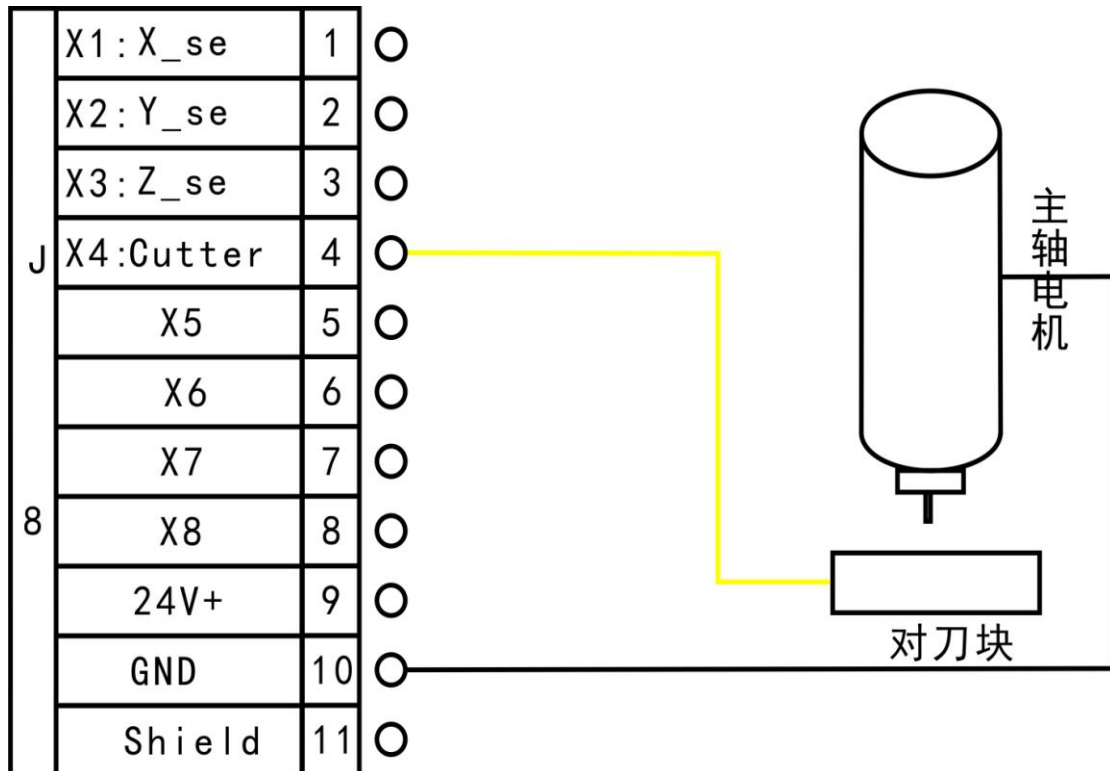 J8
X1:X_se 1
X2:Y_se 2
X3:Z_se 3
X4:Cutter 4
X5 5
X6 6
X7 7
X8 8
24V+ 9
GND 10
Shield 11
主轴电机
对刀块